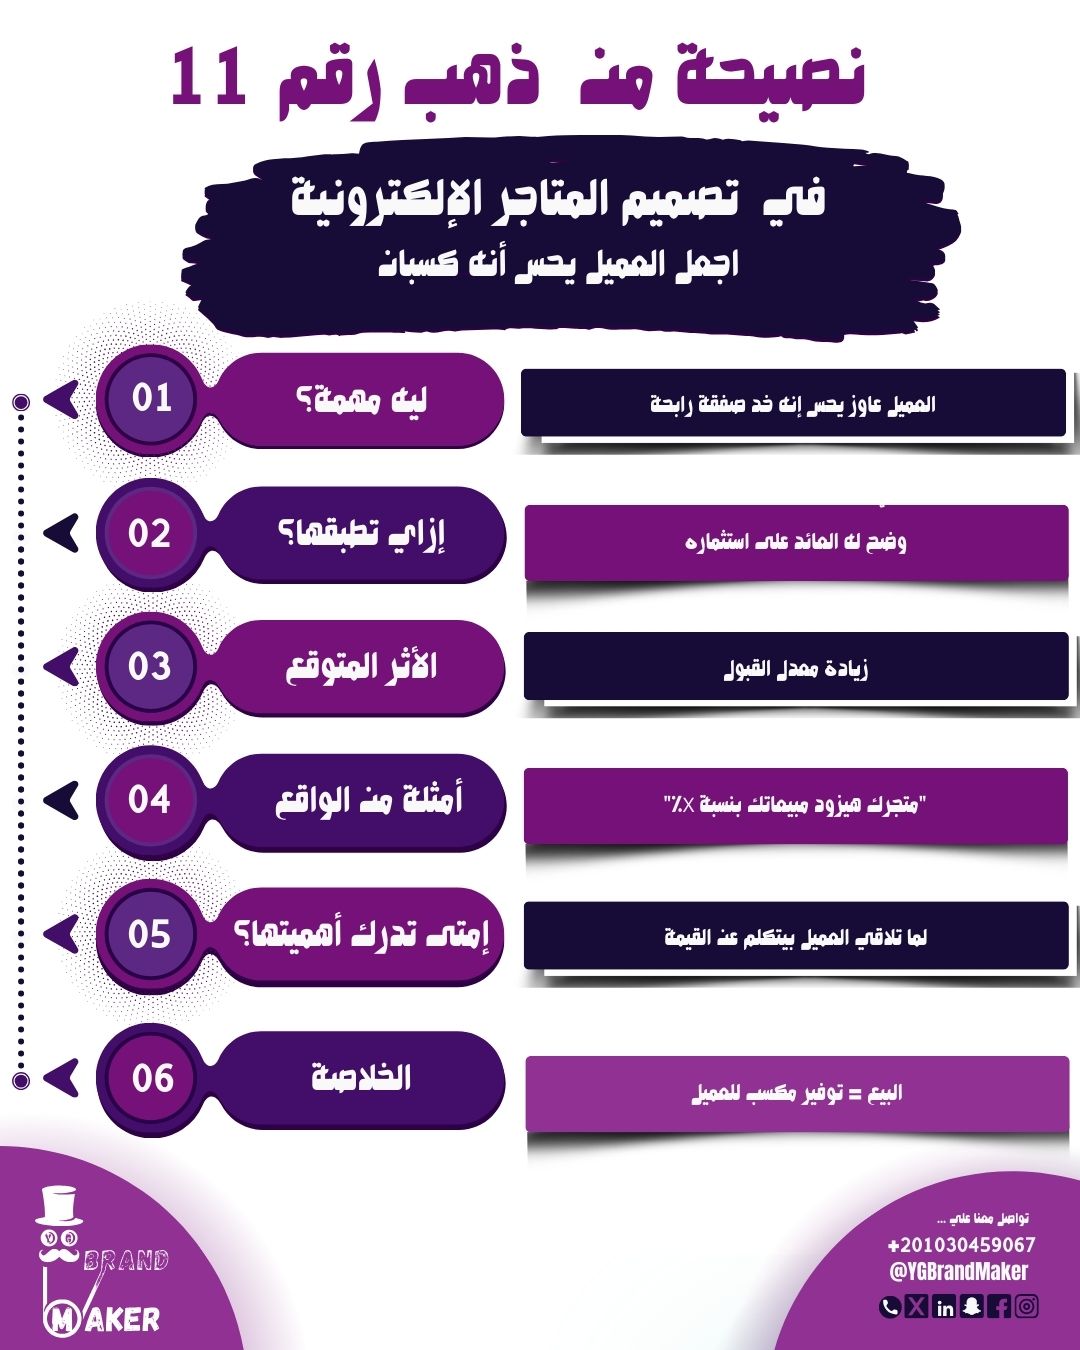 نصيحة من ذهب رقم 11
في تصميم المتاجر الإلكترونية
اجعل العميل يحس أنه كسبان
01
ليه مهمة؟
العميل عاوز يحس إنه خد صفقة رابحة
02
إزاي تطبقها؟
وضح له العائد على استثماره
03
الأثر المتوقع
زيادة معدل القبول
04
أمثلة من الواقع
"متجرك هيزود مبيعاتك بنسبة x٪"
05
إمتى تدرك أهميتها؟
لما تلاقي العميل بيتكلم عن القيمة
06
الخلاصة
البيع = توفير مكسب للعميل
BRAND
MAKER
تواصل معنا علي ...
+201030459067
@YGBrandMaker